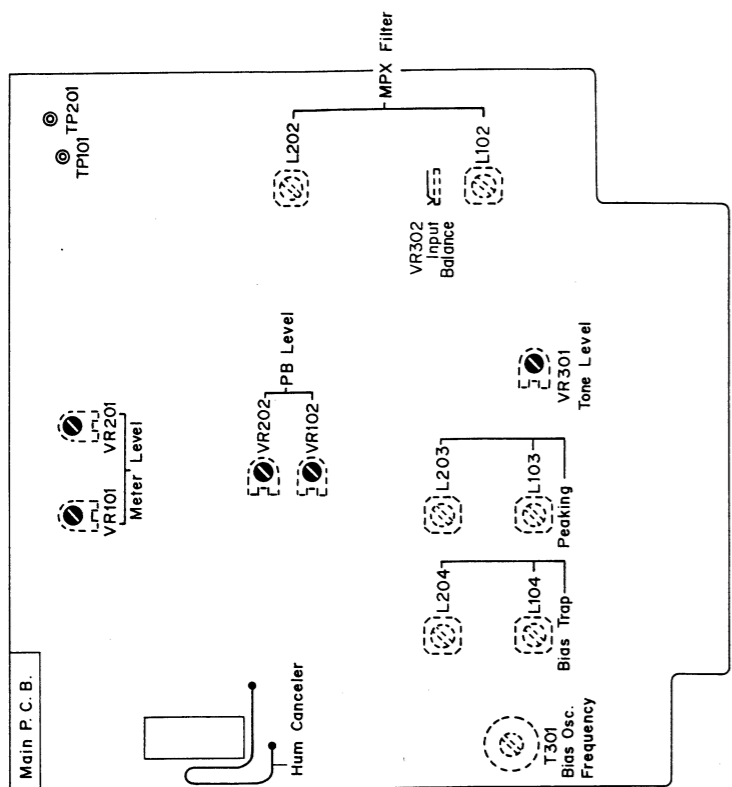 Main P. C. B.
TP101
TP201
VR101
VR201
Meter Level
Hum Canceler
VR202
VR102
PB Level
L202
L102
MPX Filter
VR302
Input
Balance
L204
L104
Bias Trap
L203
L103
Peaking
VR301
Tone Level
T301
Bias Osc.
Frequency